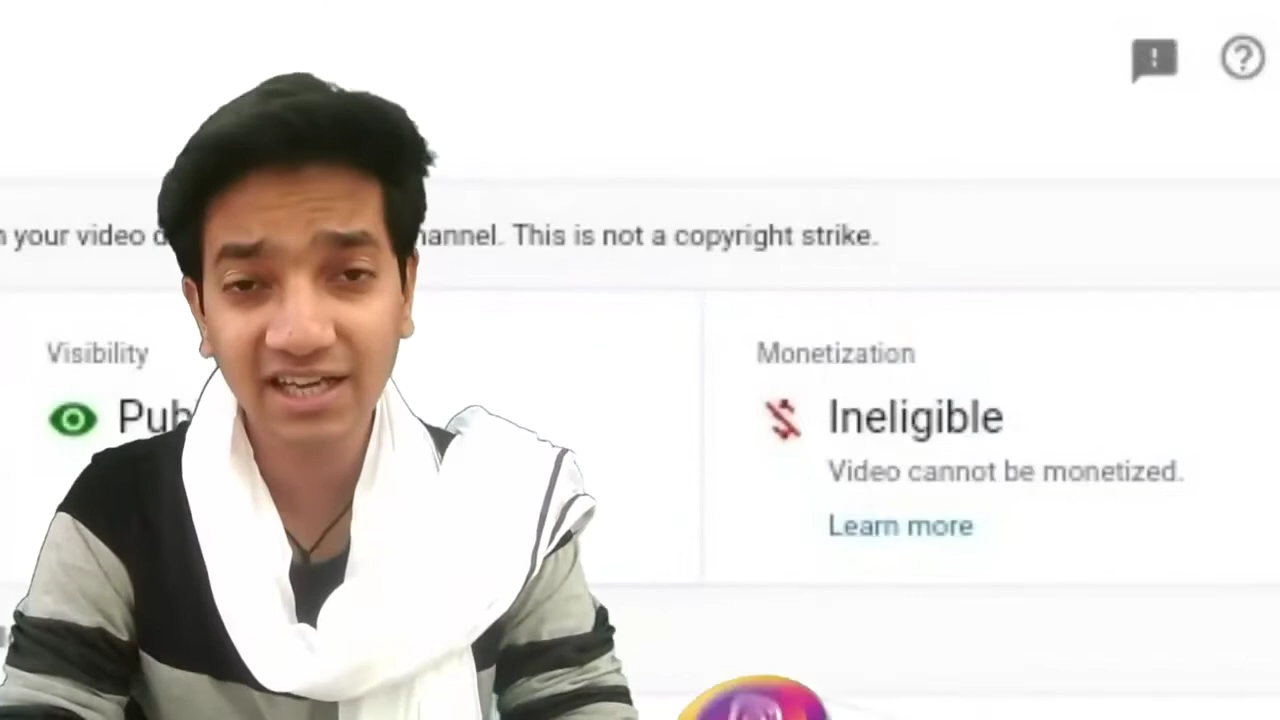 your video
hannel. This is not a copyright strike.
Visibility
Monetization
Pub
Ineligible
Video cannot be monetized.
Learn more